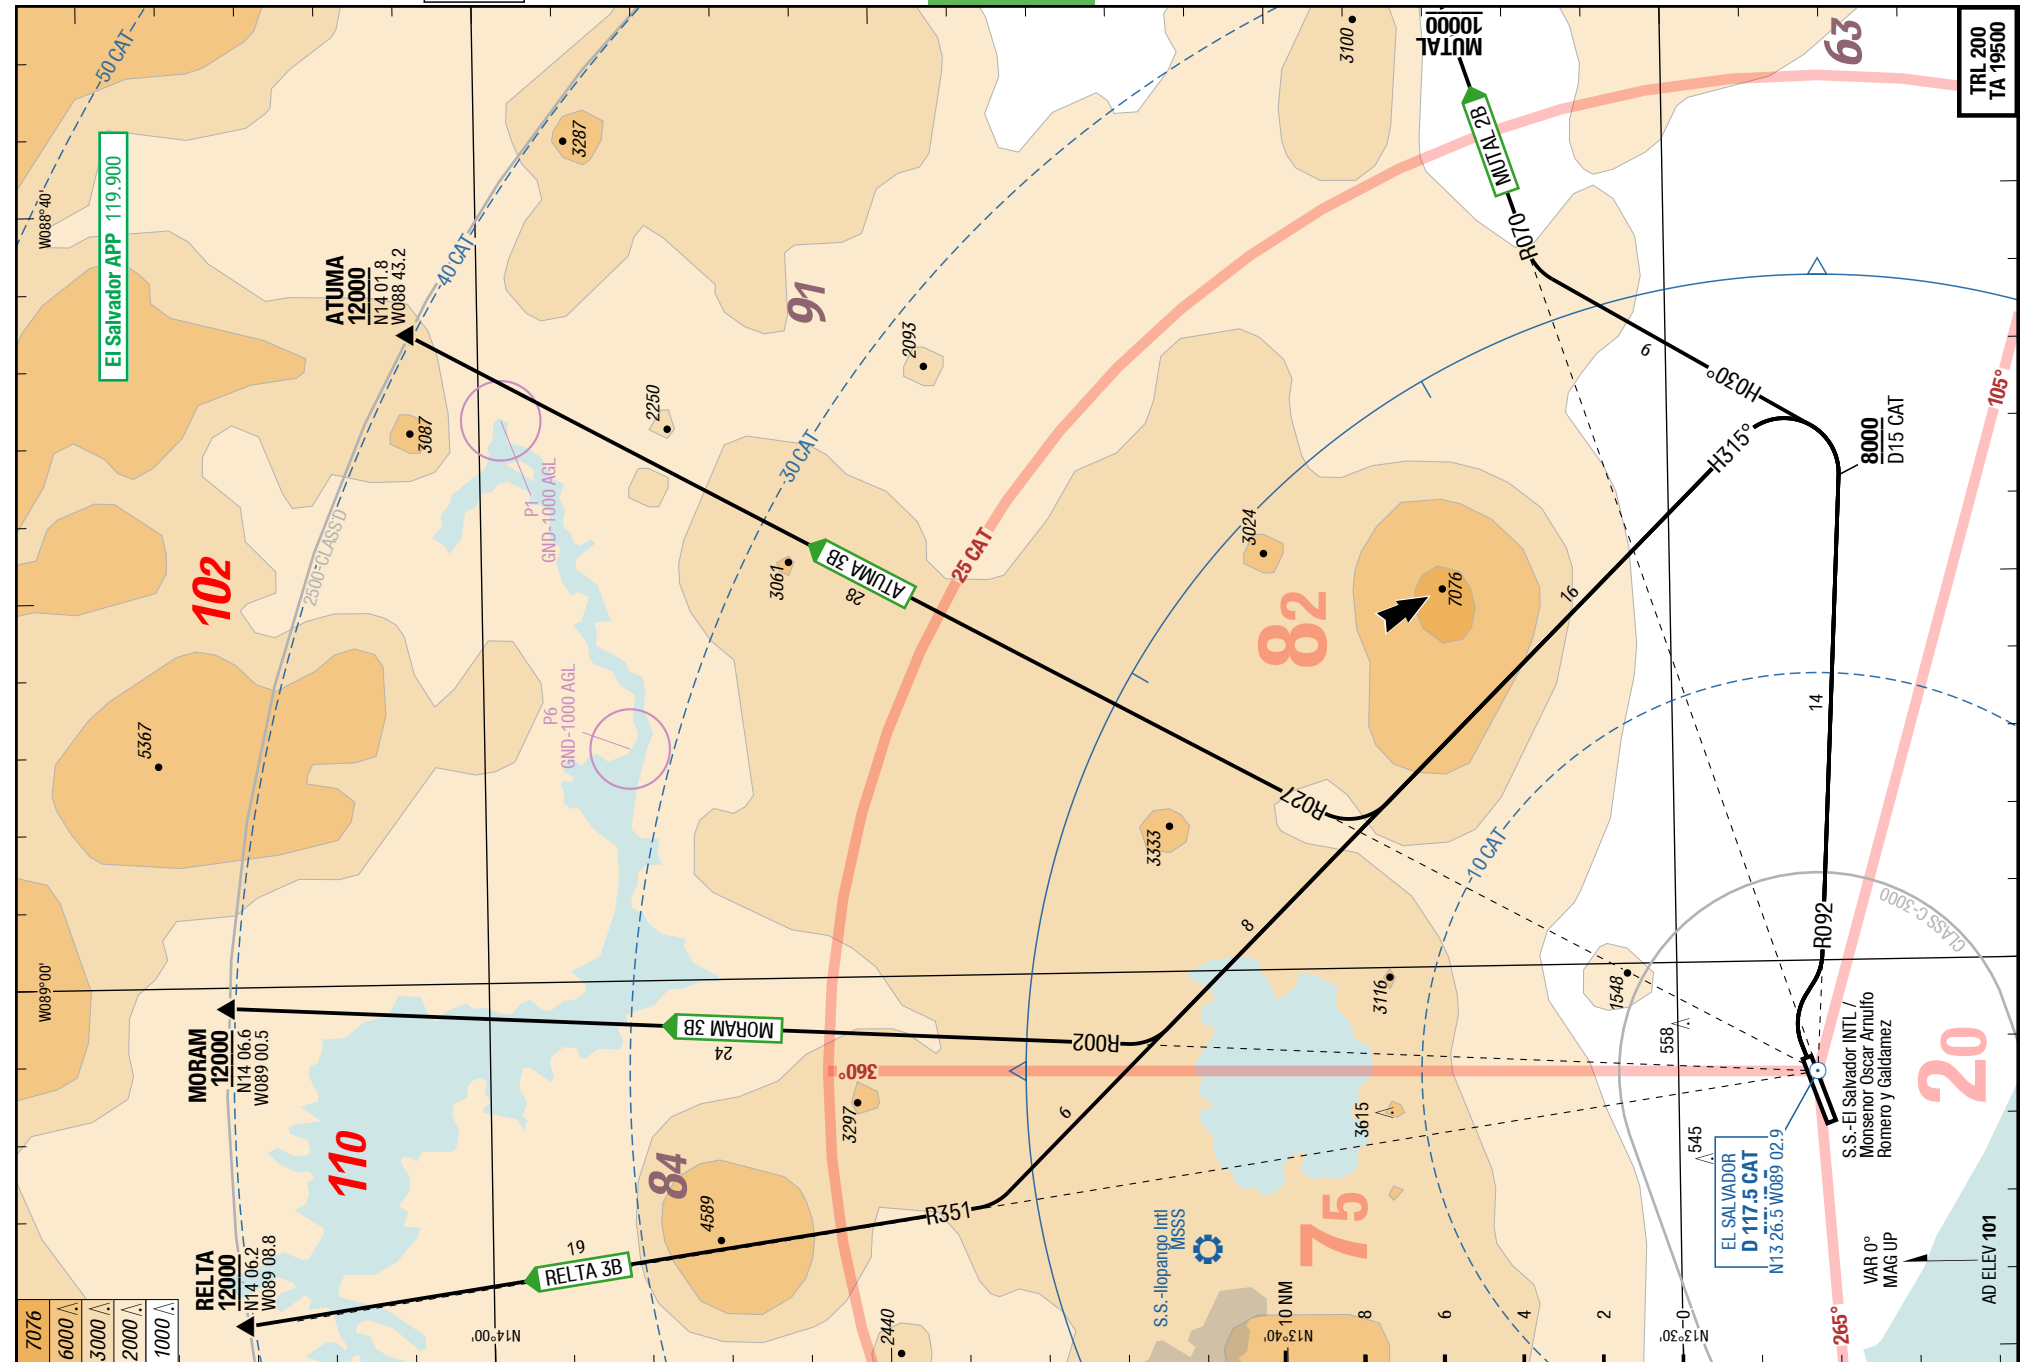 TRL 200
TA 19500
63
MUTAL
10000
MUTAL 2B
R070
3100
50 CAT
W088°40'
El Salvador APP 119.900
3287
ATUMA
12000
N14 01.8
W088 43.2
40 CAT
91
2093
2250
3087
P1
GND-1000 AGL
30 CAT
2500-CLASS D
102
3061
ATUMA 3B
28
25 CAT
9
H030°
105°
8000
D15 CAT
H315°
3024
7076
82
16
14
5367
P6
GND-1000 AGL
R027
3333
10 CAT
R092
CLASS C-3000
8
W089°00'
3116
1548
558
MORAM
12000
N14 06.6
W089 00.5
MORAM 3B
24
R002
360°
3297
6
3615
545
20
S.S.-El Salvador INTL /
Monsenor Oscar Arnulfo
Romero y Galdamez
EL SALVADOR
D 117.5 CAT
N13 26.5 W089 02.9
110
84
4589
R351
75
S.S.-Ilopango Intl
MSSS
VAR 0°
MAG UP
AD ELEV 101
RELTA
12000
N14 06.2
W089 08.8
19
RELTA 3B
2440
N14°00'
N13°40'
N13°30'
10 NM
8
6
4
2
0
265°
7076
6000
3000
2000
1000